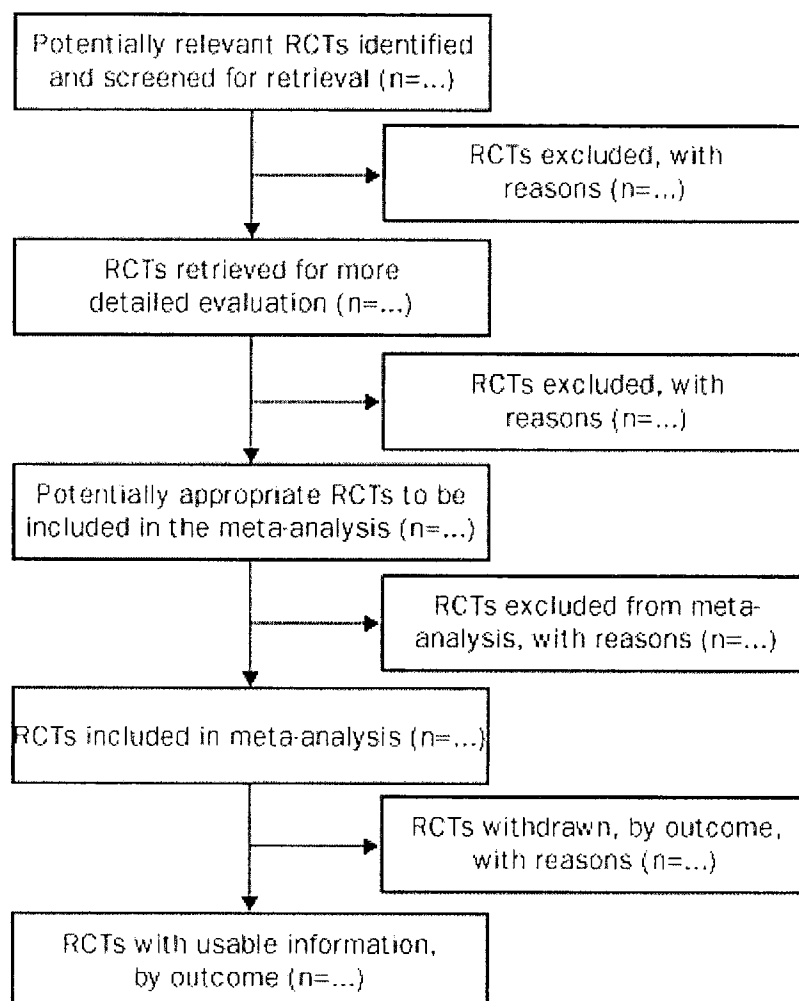 Potentially relevant RCTs identified
and screened for retrieval (n=...)
RCTs excluded, with
reasons (n=...)
RCTs retrieved for more
detailed evaluation (n=...)
RCTs excluded, with
reasons (n=...)
Potentially appropriate RCTs to be
included in the meta-analysis (n=...)
RCTs excluded from meta-
analysis, with reasons (n=...)
RCTs included in meta-analysis (n=...)
RCTs withdrawn, by outcome,
with reasons (n=...)
RCTs with usable information,
by outcome (n=...)